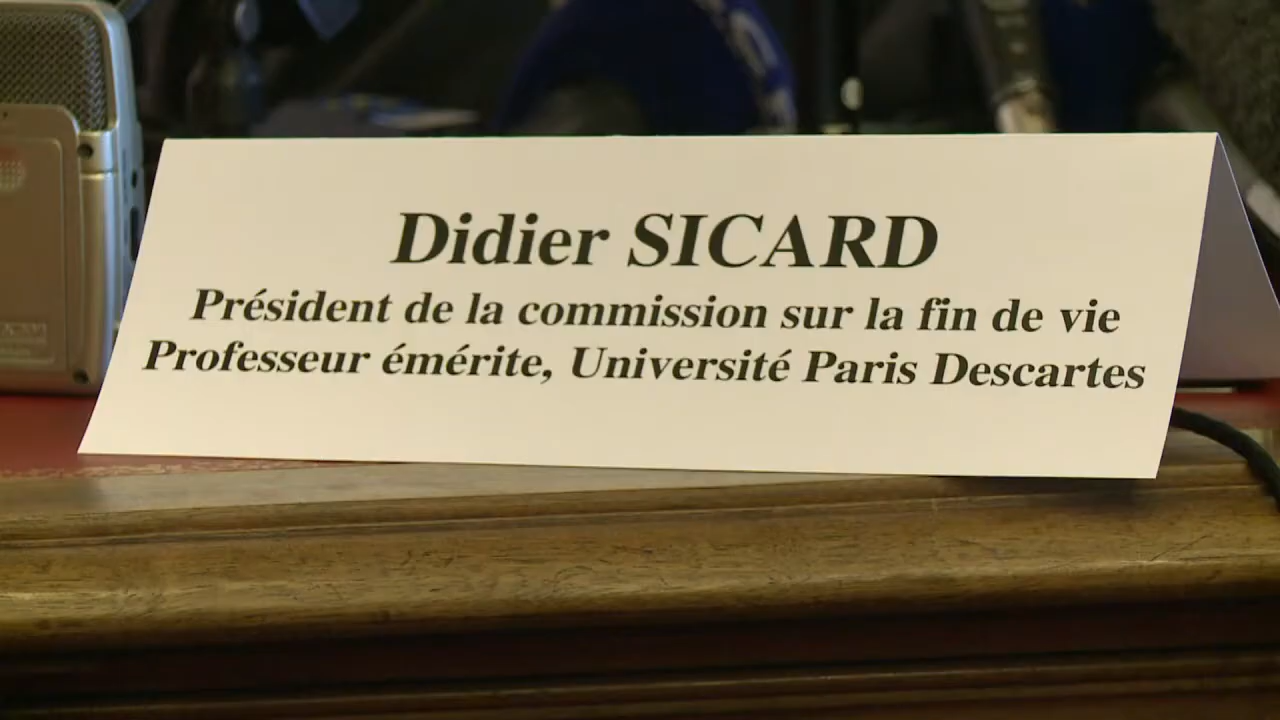 Didier SICARD
Président de la commission sur la fin de vie
Professeur émérite, Université Paris Descartes